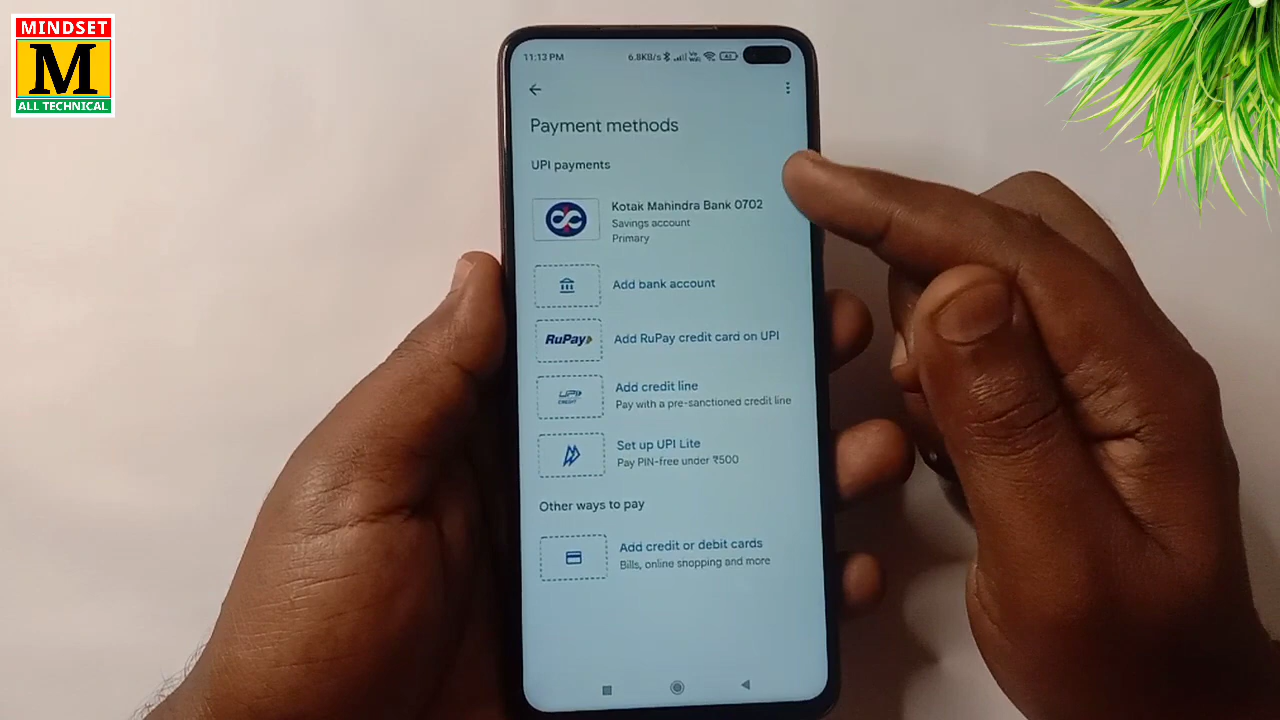 MINDSET
M
ALL TECHNICAL
11:13 PM
6.8KB/s
Payment methods
UPI payments
Kotak Mahindra Bank 0702
Savings account
Primary
Add bank account
RuPay
Add RuPay credit card on UPI
UPI
CREDIT
Add credit line
Pay with a pre-sanctioned credit line
Set up UPI Lite
Pay PIN-free under ₹500
Other ways to pay
Add credit or debit cards
Bills, online shopping and more